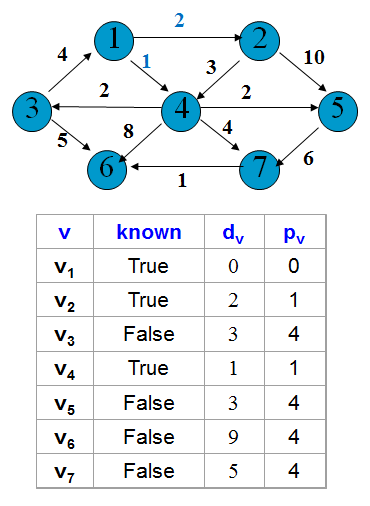 2
1
2
4
1
3
10
2
2
3
4
5
5
8
4
6
6
7
1
v known dv pv
v1 True 0 0
v2 True 2 1
v3 False 3 4
v4 True 1 1
v5 False 3 4
v6 False 9 4
v7 False 5 4